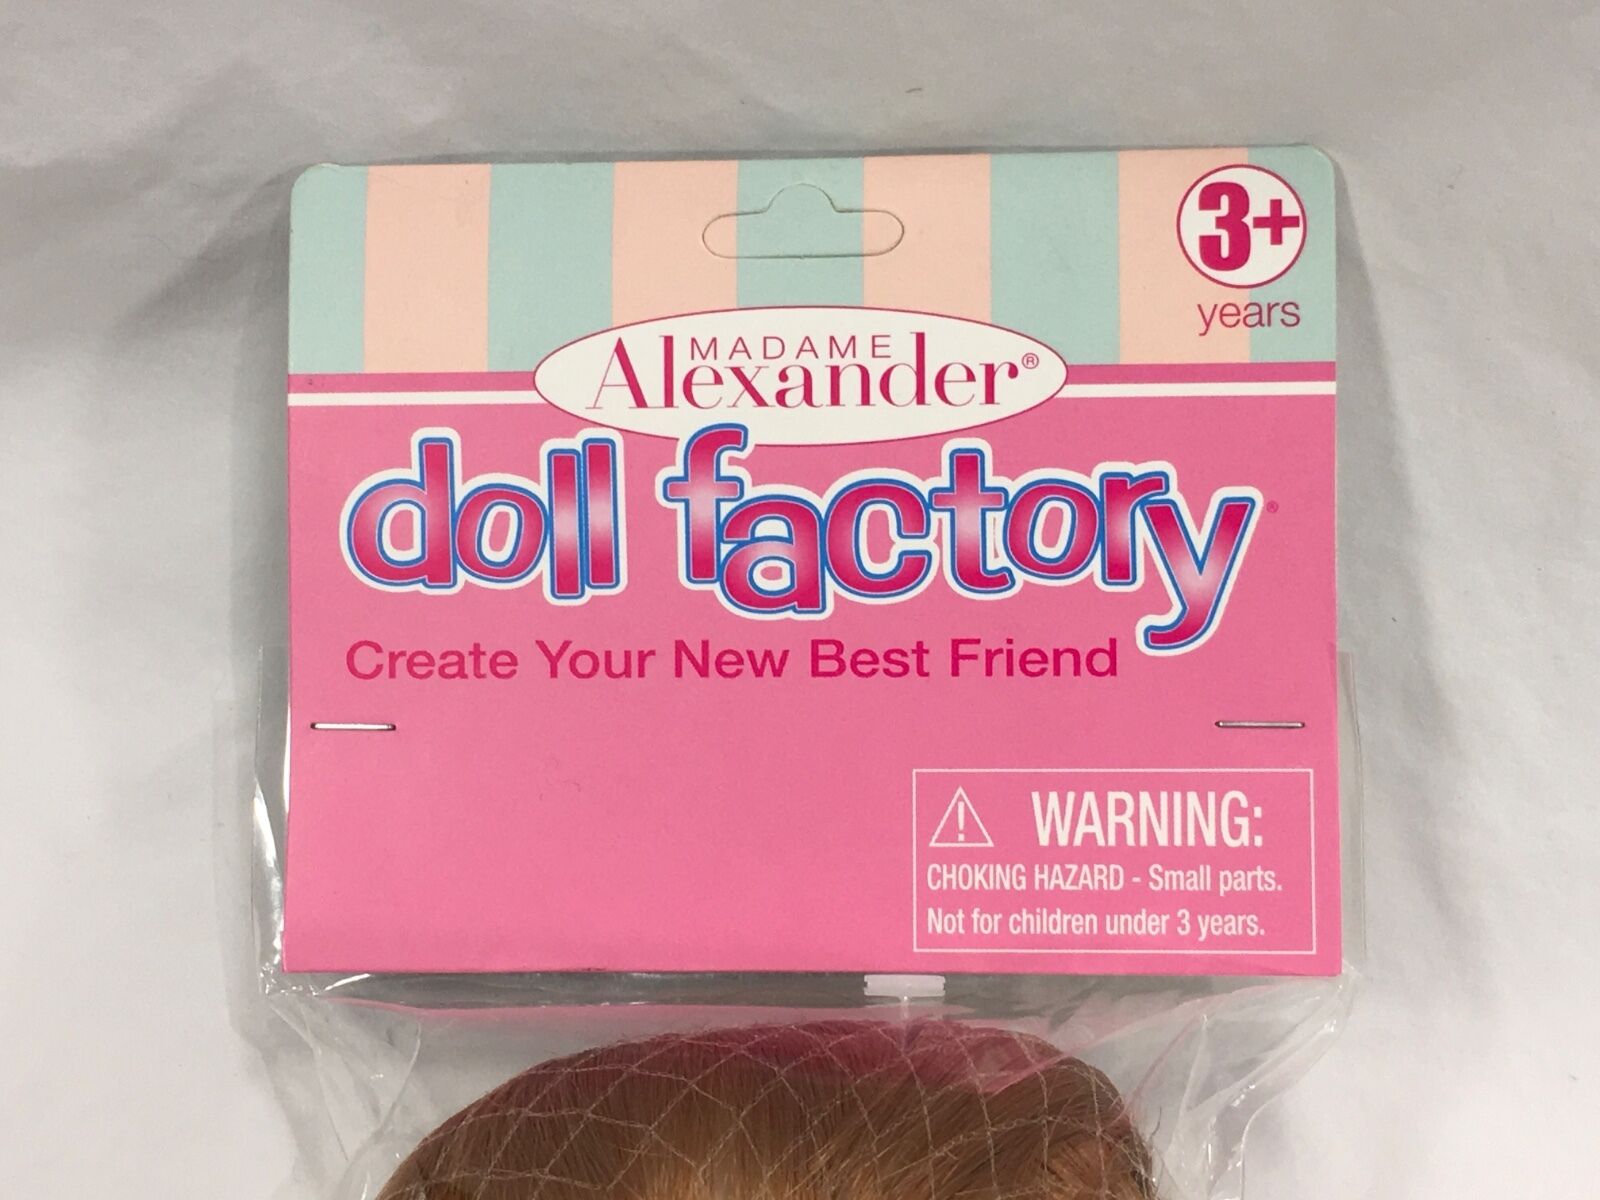 3+
years
MADAME
Alexander®
doll factory®
Create Your New Best Friend
WARNING:
CHOKING HAZARD - Small parts.
Not for children under 3 years.